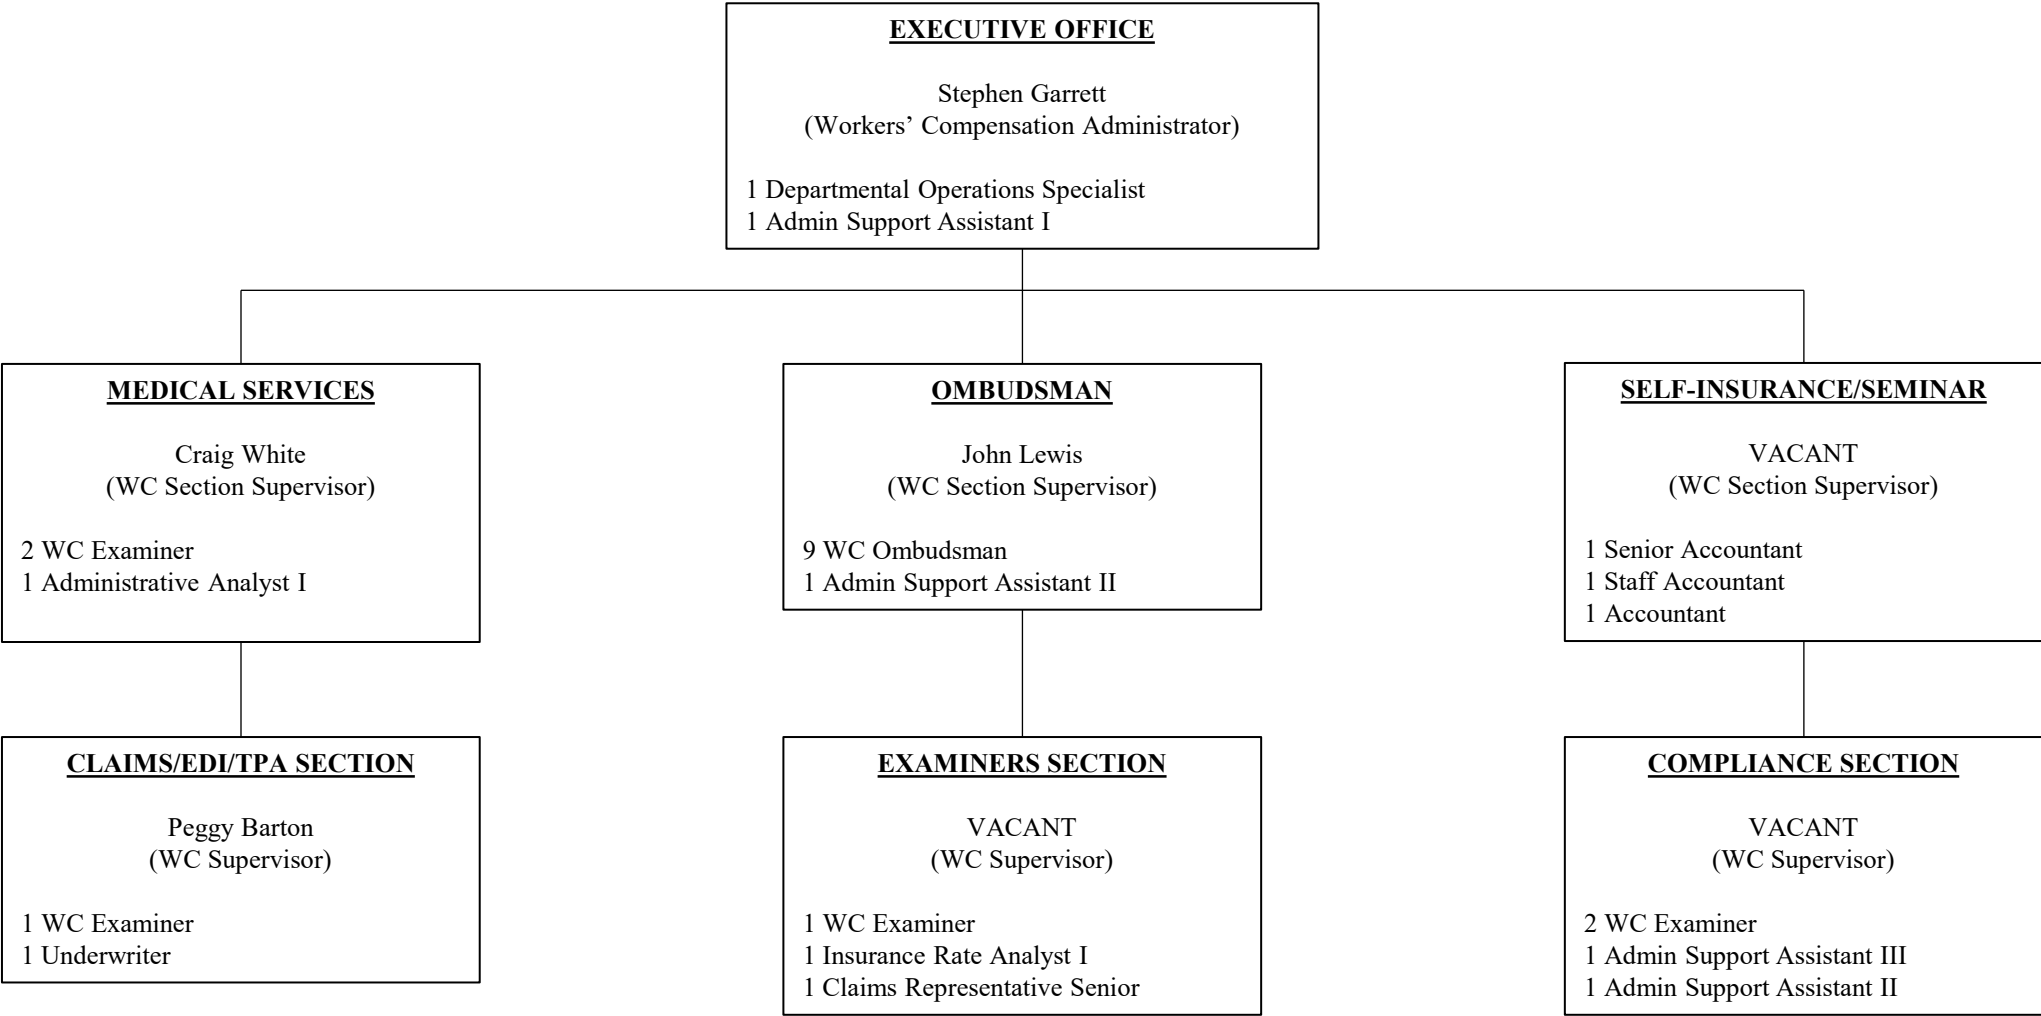 EXECUTIVE OFFICE
Stephen Garrett
(Workers’ Compensation Administrator)
1 Departmental Operations Specialist
1 Admin Support Assistant I
MEDICAL SERVICES
Craig White
(WC Section Supervisor)
2 WC Examiner
1 Administrative Analyst I
OMBUDSMAN
John Lewis
(WC Section Supervisor)
9 WC Ombudsman
1 Admin Support Assistant II
SELF-INSURANCE/SEMINAR
VACANT
(WC Section Supervisor)
1 Senior Accountant
1 Staff Accountant
1 Accountant
CLAIMS/EDI/TPA SECTION
Peggy Barton
(WC Supervisor)
1 WC Examiner
1 Underwriter
EXAMINERS SECTION
VACANT
(WC Supervisor)
1 WC Examiner
1 Insurance Rate Analyst I
1 Claims Representative Senior
COMPLIANCE SECTION
VACANT
(WC Supervisor)
2 WC Examiner
1 Admin Support Assistant III
1 Admin Support Assistant II